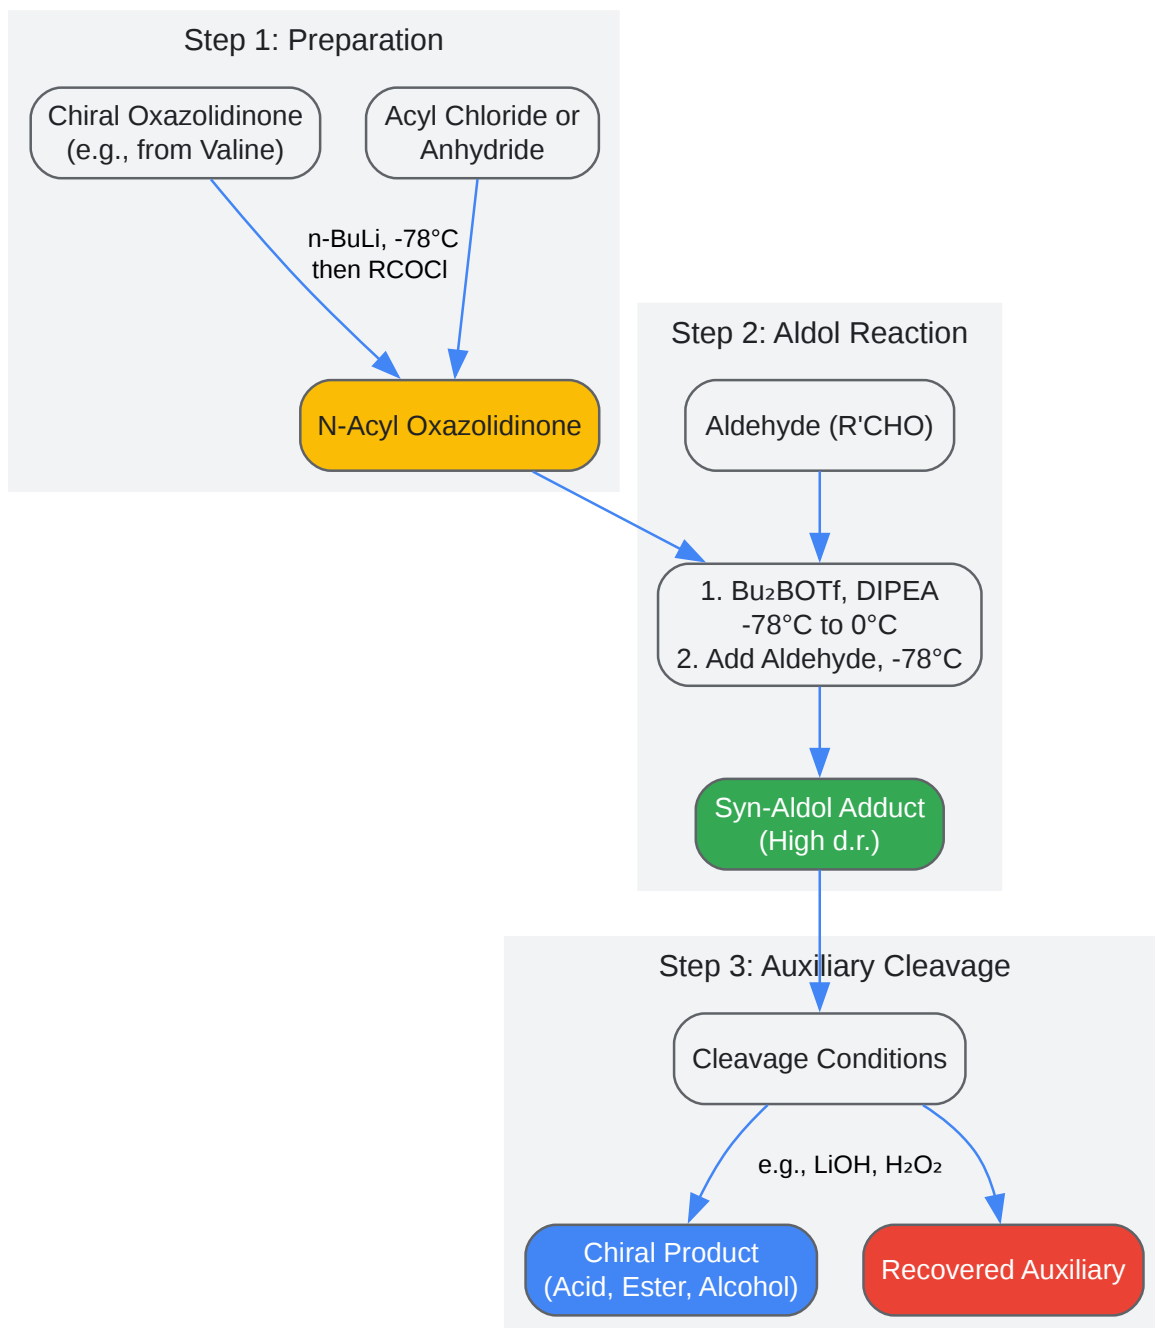 Step 1: Preparation
Chiral Oxazolidinone
(e.g., from Valine)
Acyl Chloride or
Anhydride
n-BuLi, -78°C
then RCOCl
N-Acyl Oxazolidinone
Step 2: Aldol Reaction
Aldehyde (R'CHO)
1. Bu₂BOTf, DIPEA
-78°C to 0°C
2. Add Aldehyde, -78°C
Syn-Aldol Adduct
(High d.r.)
Step 3: Auxiliary Cleavage
Cleavage Conditions
e.g., LiOH, H₂O₂
Chiral Product
(Acid, Ester, Alcohol)
Recovered Auxiliary